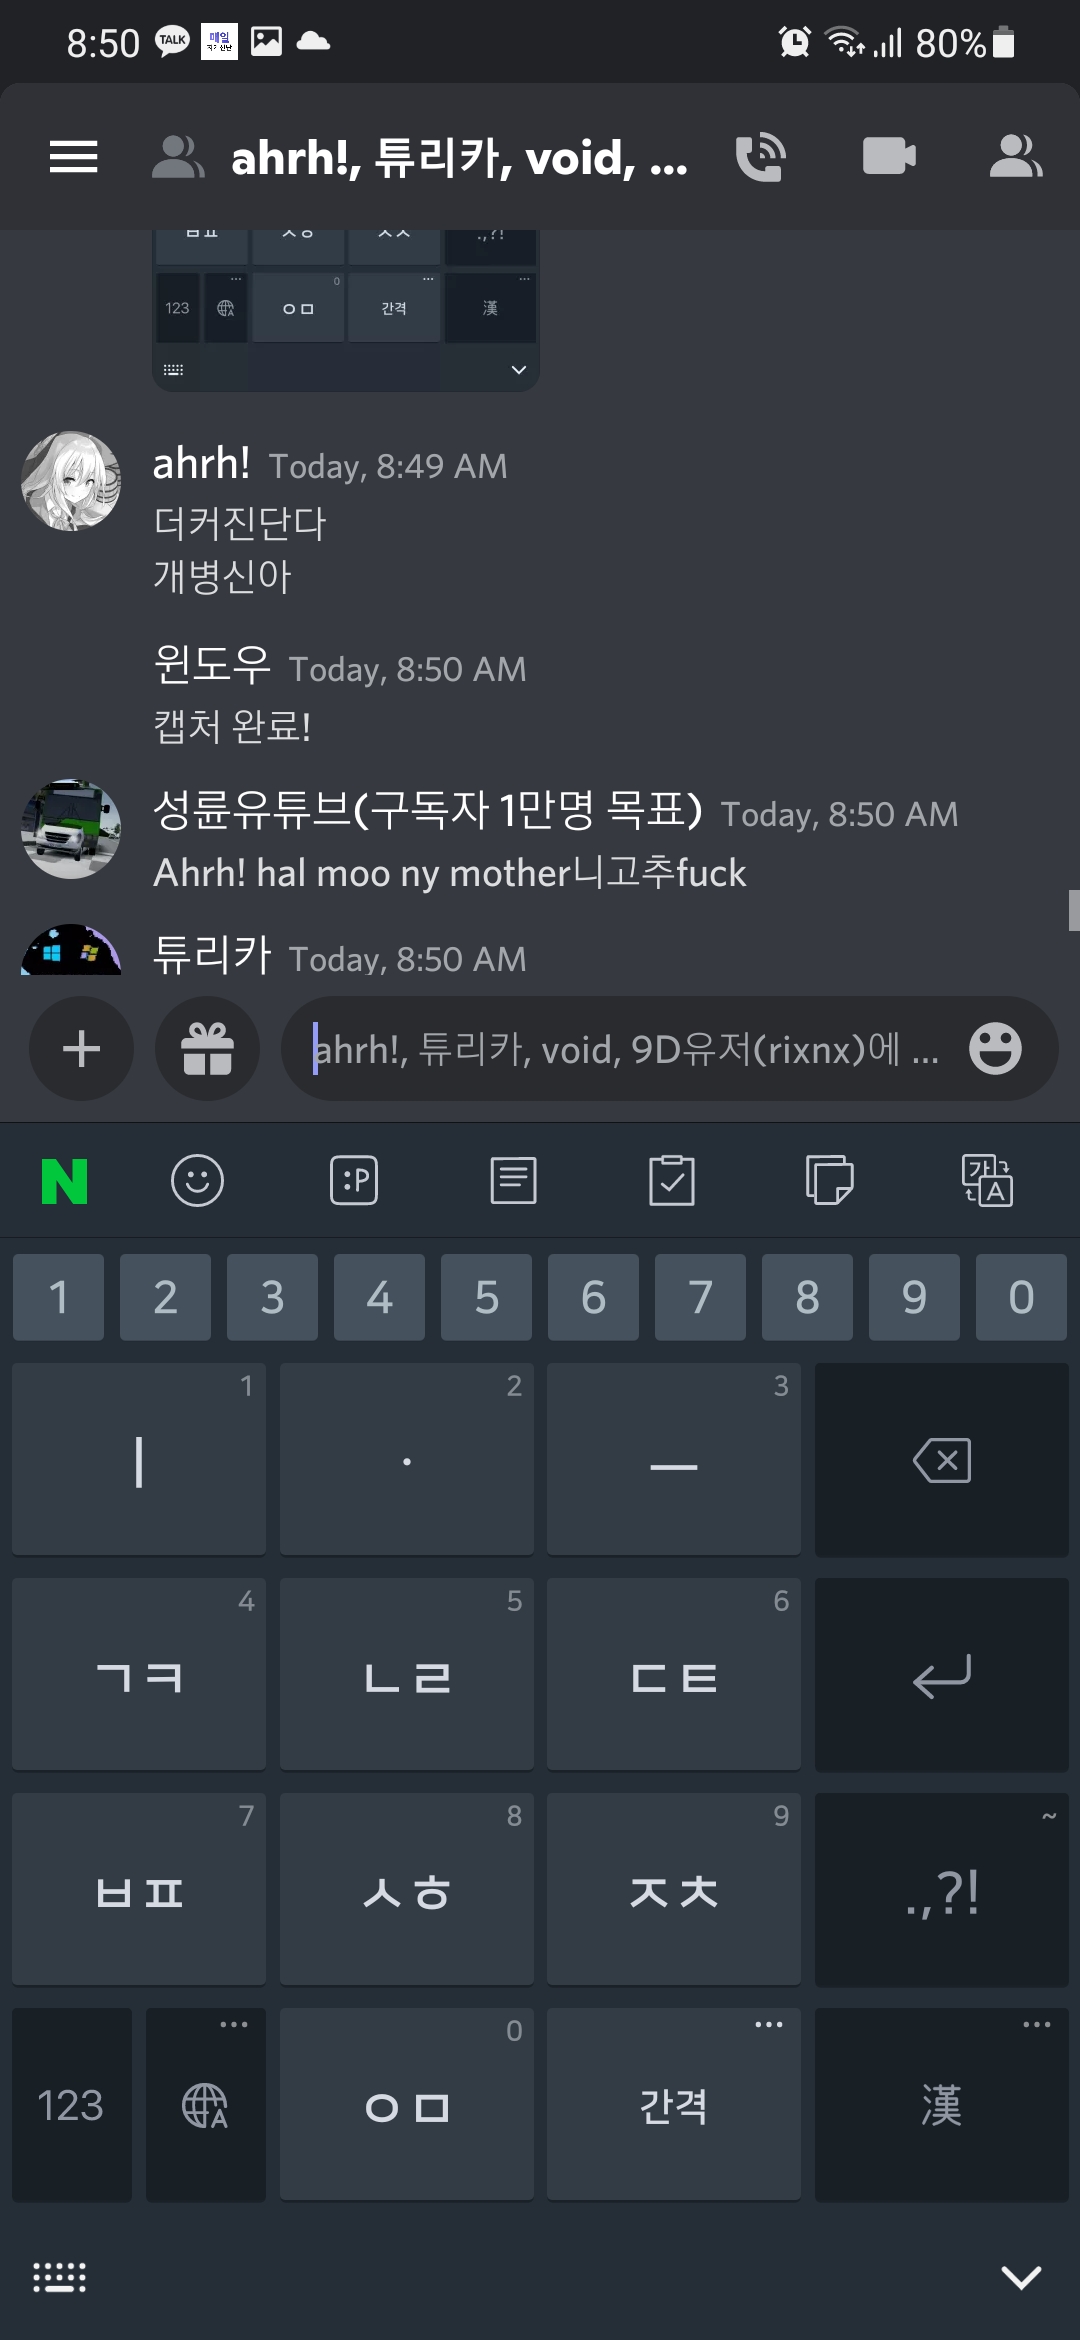 8:50 TALK 매일 80%
ahrh!, 튜리카, void, ...
ㅂㅍ ㅅㅎ ㅈㅊ .,?!
123 0 ㅇㅁ 간격 漢
ahrh! Today, 8:49 AM
더커진단다
개병신아
윈도우 Today, 8:50 AM
캡처 완료!
성륜유튜브(구독자 1만명 목표) Today, 8:50 AM
Ahrh! hal moo ny mother니고추fuck
튜리카 Today, 8:50 AM
ahrh!, 튜리카, void, 9D유저(rixnx)에 ...
N :P 가 A
1 2 3 4 5 6 7 8 9 0
1 ㅣ 2 · 3 ㅡ
4 ㄱㅋ 5 ㄴㄹ 6 ㄷㅌ
7 ㅂㅍ 8 ㅅㅎ 9 ㅈㅊ ~ .,?!
123 A 0 ㅇㅁ ... 간격 ... 漢